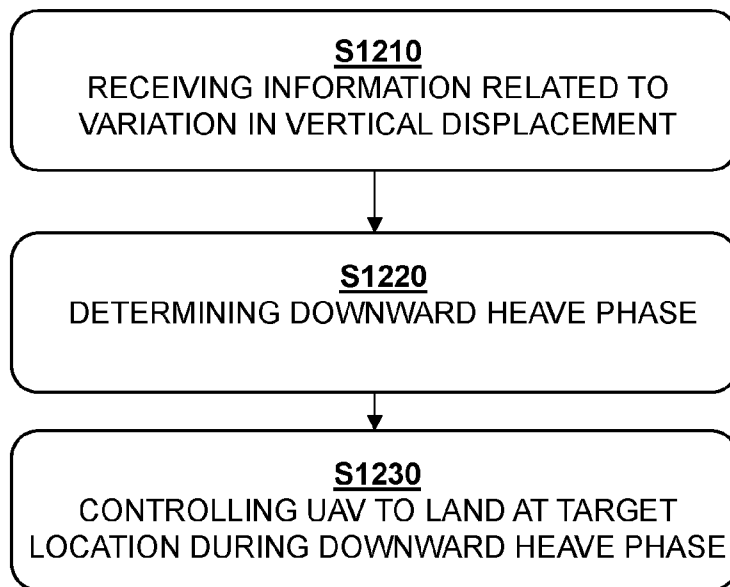 S1210
RECEIVING INFORMATION RELATED TO
VARIATION IN VERTICAL DISPLACEMENT
S1220
DETERMINING DOWNWARD HEAVE PHASE
S1230
CONTROLLING UAV TO LAND AT TARGET
LOCATION DURING DOWNWARD HEAVE PHASE